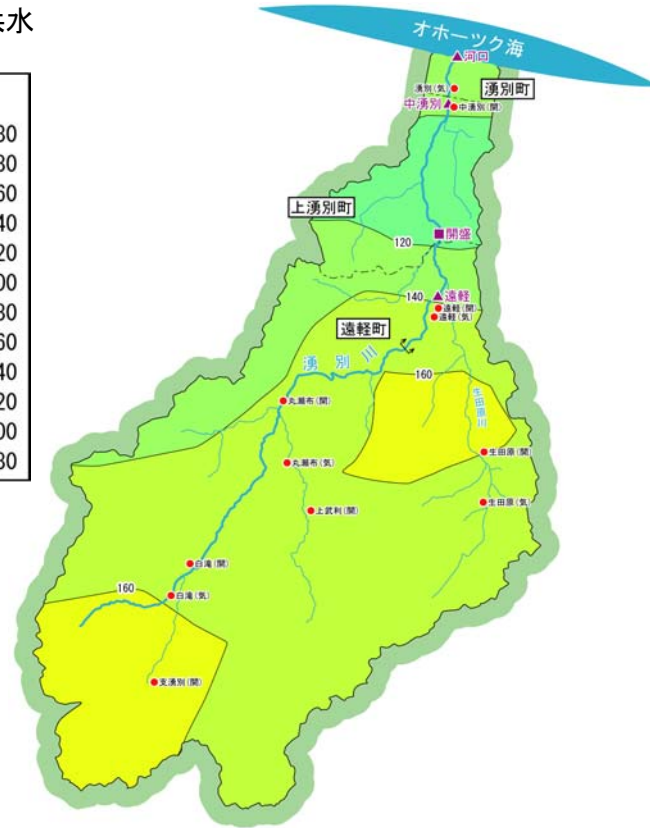 水
80
80
60
40
20
00
80
60
40
20
00
80
オホーツク海
河口
湧別(気)
湧別町
中湧別
中湧別(開)
上湧別町
開盛
120
140
遠軽
遠軽(開)
遠軽(気)
遠軽町
湧別川
160
生田原川
丸瀬布(開)
生田原(開)
丸瀬布(気)
生田原(気)
上武利(開)
白滝(開)
160
白滝(気)
支湧別(開)